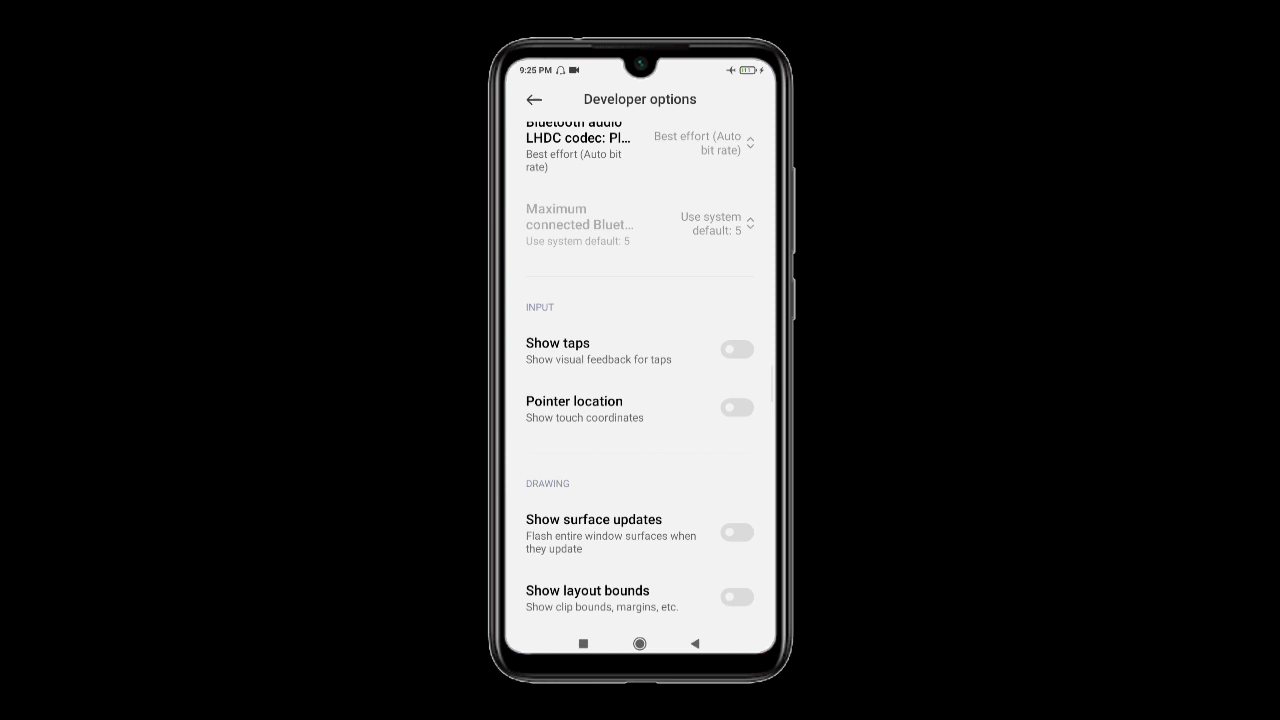 9:25 PM
Developer options
Bluetooth audio
LHDC codec: Pl...
Best effort (Auto bit
rate)
Best effort (Auto
bit rate)
Maximum
connected Bluet...
Use system default: 5
Use system
default: 5
INPUT
Show taps
Show visual feedback for taps
Pointer location
Show touch coordinates
DRAWING
Show surface updates
Flash entire window surfaces when
they update
Show layout bounds
Show clip bounds, margins, etc.